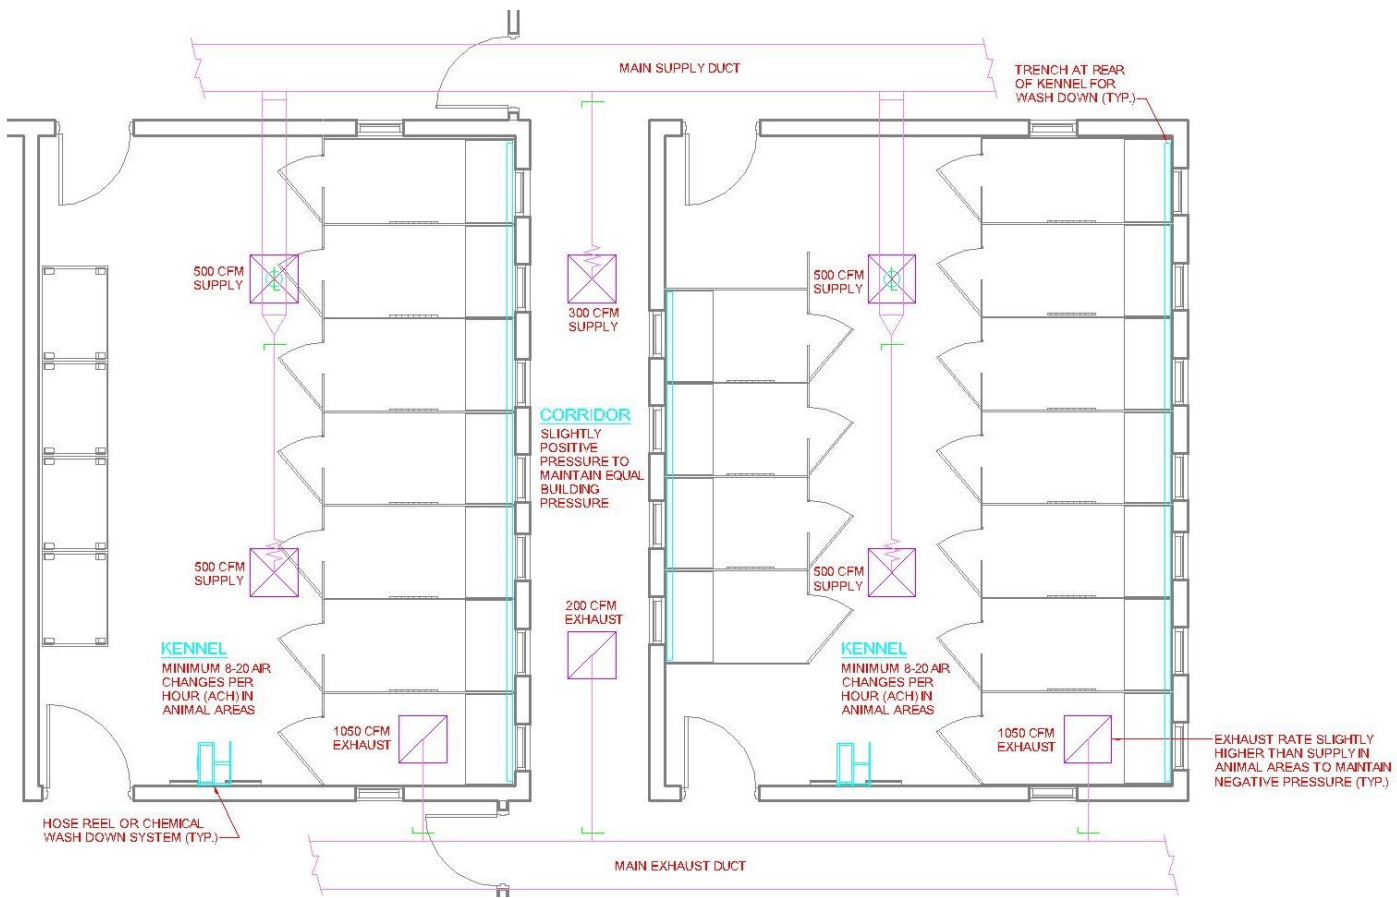 MAIN SUPPLY DUCT
TRENCH AT REAR
OF KENNEL FOR
WASH DOWN (TYP.)
500 CFM
SUPPLY
300 CFM
SUPPLY
500 CFM
SUPPLY
CORRIDOR
SLIGHTLY
POSITIVE
PRESSURE TO
MAINTAIN EQUAL
BUILDING
PRESSURE
500 CFM
SUPPLY
500 CFM
SUPPLY
200 CFM
EXHAUST
KENNEL
MINIMUM 8-20 AIR
CHANGES PER
HOUR (ACH) IN
ANIMAL AREAS
KENNEL
MINIMUM 8-20 AIR
CHANGES PER
HOUR (ACH) IN
ANIMAL AREAS
1050 CFM
EXHAUST
1050 CFM
EXHAUST
EXHAUST RATE SLIGHTLY
HIGHER THAN SUPPLY IN
ANIMAL AREAS TO MAINTAIN
NEGATIVE PRESSURE (TYP.)
HOSE REEL OR CHEMICAL
WASH DOWN SYSTEM (TYP.)
MAIN EXHAUST DUCT